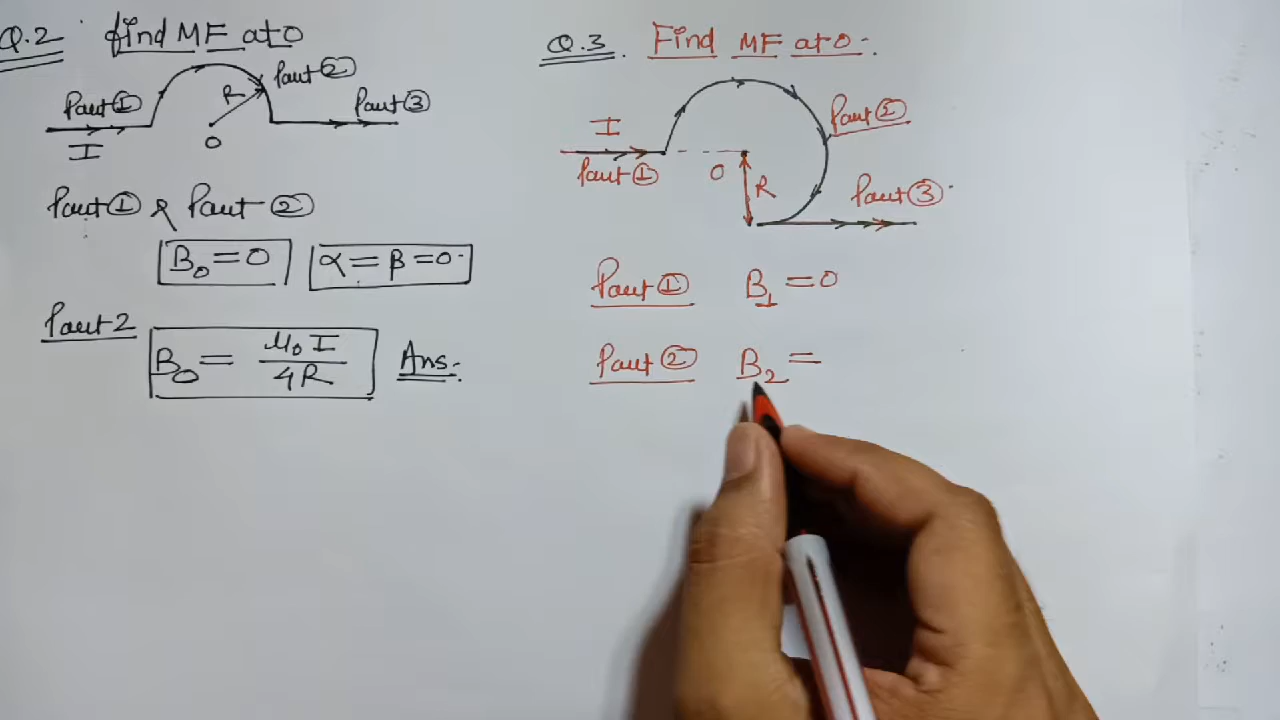 Q.2 find MF at O
Part ②
R
Part ①
Part ③
O
I
Part ① & Part - ②
B₀ = 0
α = β = 0.
Part 2
B₀ = μ₀ I / 4R Ans.
Q.3. Find MF at O.
Part ②
I
Part ①
O
R
Part ③.
Part ① B₁ = 0
Part ② B₂ =